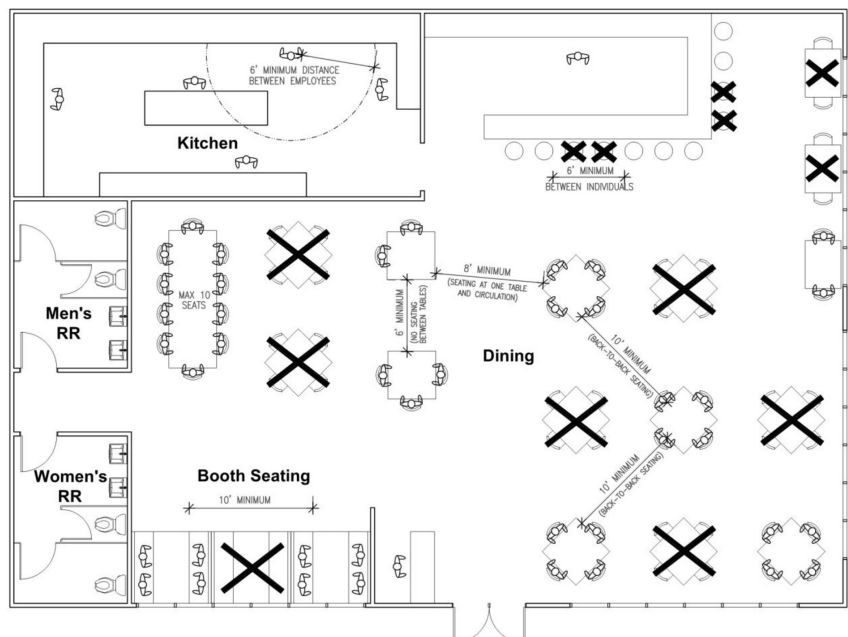 6' MINIMUM DISTANCE
BETWEEN EMPLOYEES
Kitchen
6' MINIMUM
BETWEEN INDIVIDUALS
MAX 10
SEATS
8' MINIMUM
(SEATING AT ONE TABLE
AND CIRCULATION)
6' MINIMUM
(NO SEATING
BETWEEN TABLES)
Men's
RR
Dining
10' MINIMUM
(BACK-TO-BACK SEATING)
10' MINIMUM
(BACK-TO-BACK SEATING)
Women's
RR
Booth Seating
10' MINIMUM